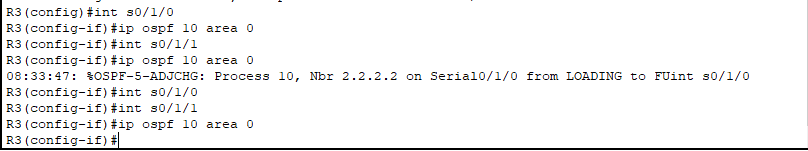 R3(config)#int s0/1/0
R3(config-if)#ip ospf 10 area 0
R3(config-if)#int s0/1/1
R3(config-if)#ip ospf 10 area 0
08:33:47: %OSPF-5-ADJCHG: Process 10, Nbr 2.2.2.2 on Serial0/1/0 from LOADING to FUint s0/1/0
R3(config-if)#int s0/1/0
R3(config-if)#int s0/1/1
R3(config-if)#ip ospf 10 area 0
R3(config-if)#